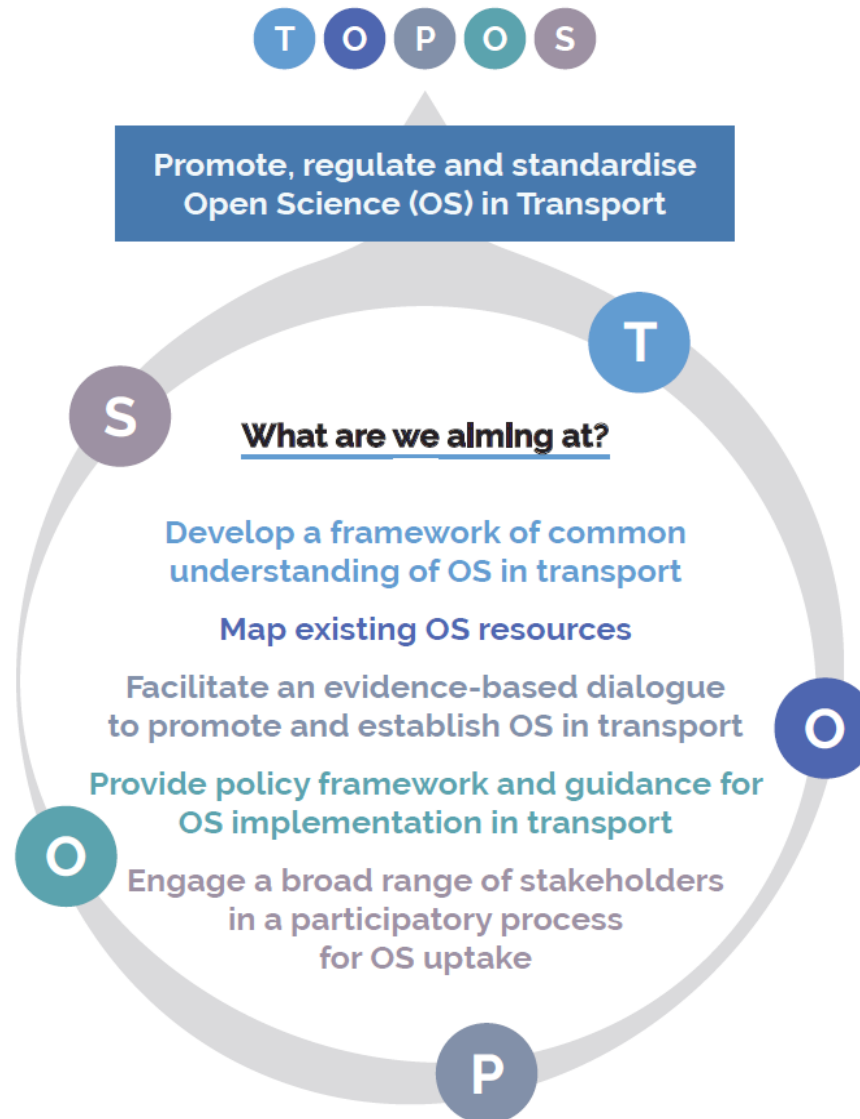 T O P O S
Promote, regulate and standardise
Open Science (OS) in Transport
T
S
What are we aiming at?
Develop a framework of common
understanding of OS in transport
Map existing OS resources
Facilitate an evidence-based dialogue
to promote and establish OS in transport
O
Provide policy framework and guidance for
OS implementation in transport
O
Engage a broad range of stakeholders
in a participatory process
for OS uptake
P